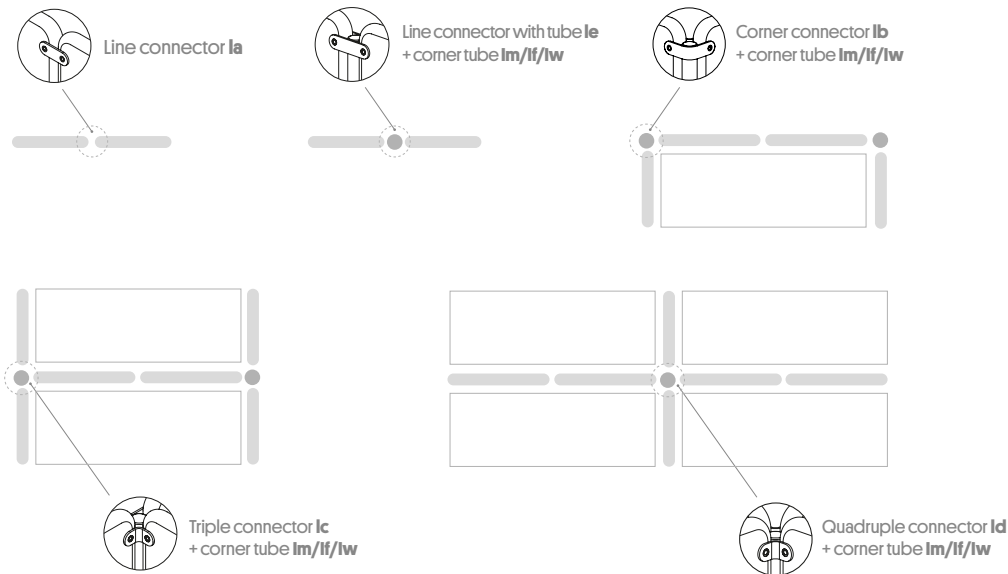 Line connector la
Line connector with tube le
+ corner tube lm/lf/lw
Corner connector lb
+ corner tube lm/lf/lw
Triple connector lc
+ corner tube lm/lf/lw
Quadruple connector ld
+ corner tube lm/lf/lw